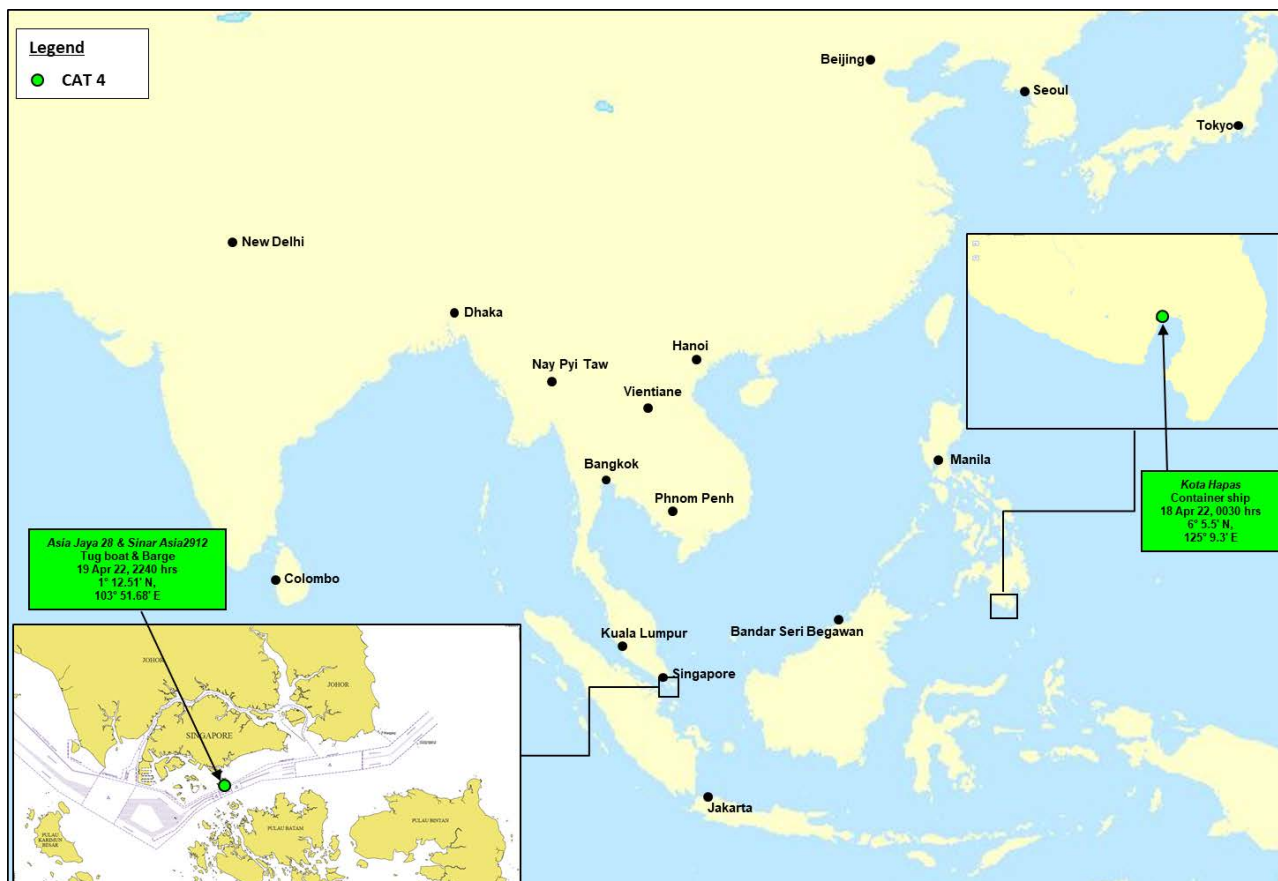 Legend
CAT 4
Beijing
Seoul
Tokyo
New Delhi
Dhaka
Hanoi
Nay Pyi Taw
Vientiane
Manila
Bangkok
Phnom Penh
Kota Hapas
Container ship
18 Apr 22, 0030 hrs
6° 5.5' N,
125° 9.3' E
Asia Jaya 28 & Sinar Asia2912
Tug boat & Barge
19 Apr 22, 2240 hrs
1° 12.51' N,
103° 51.68' E
Colombo
Kuala Lumpur
Bandar Seri Begawan
Singapore
Jakarta
JOHOR
JOHOR
SINGAPORE
PULAU BATAM
PULAU BINTAN
PULAU
KARIMUN
BESAR